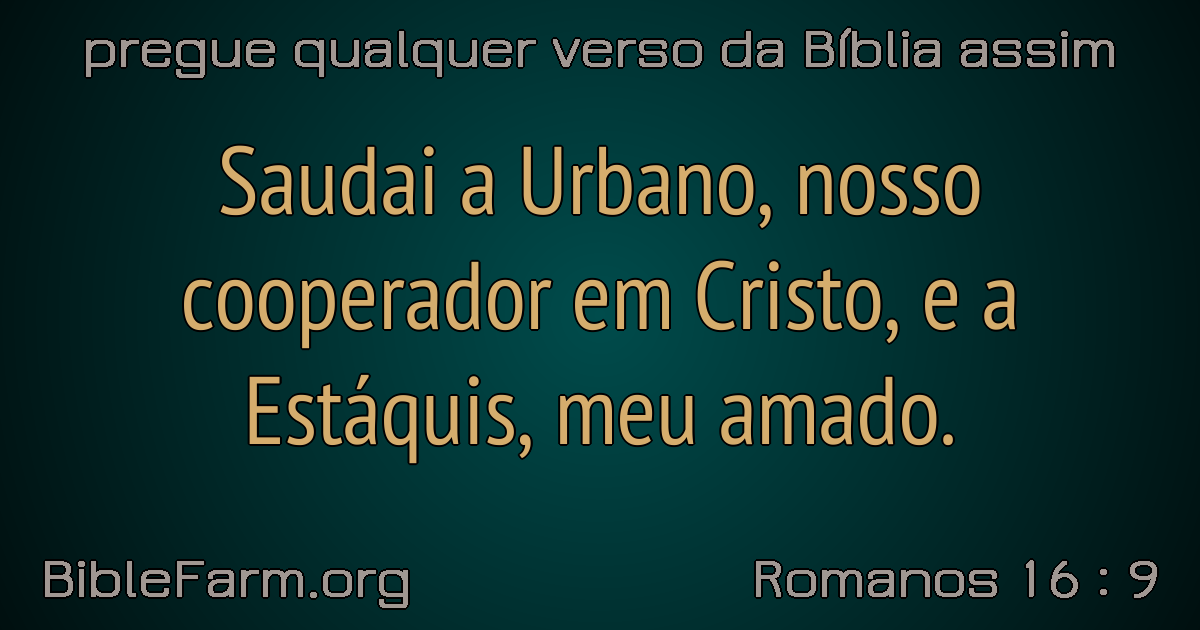 pregue qualquer verso da Bíblia assim
Saudai a Urbano, nosso
cooperador em Cristo, e a
Estáquis, meu amado.
BibleFarm.org
Romanos 16 : 9